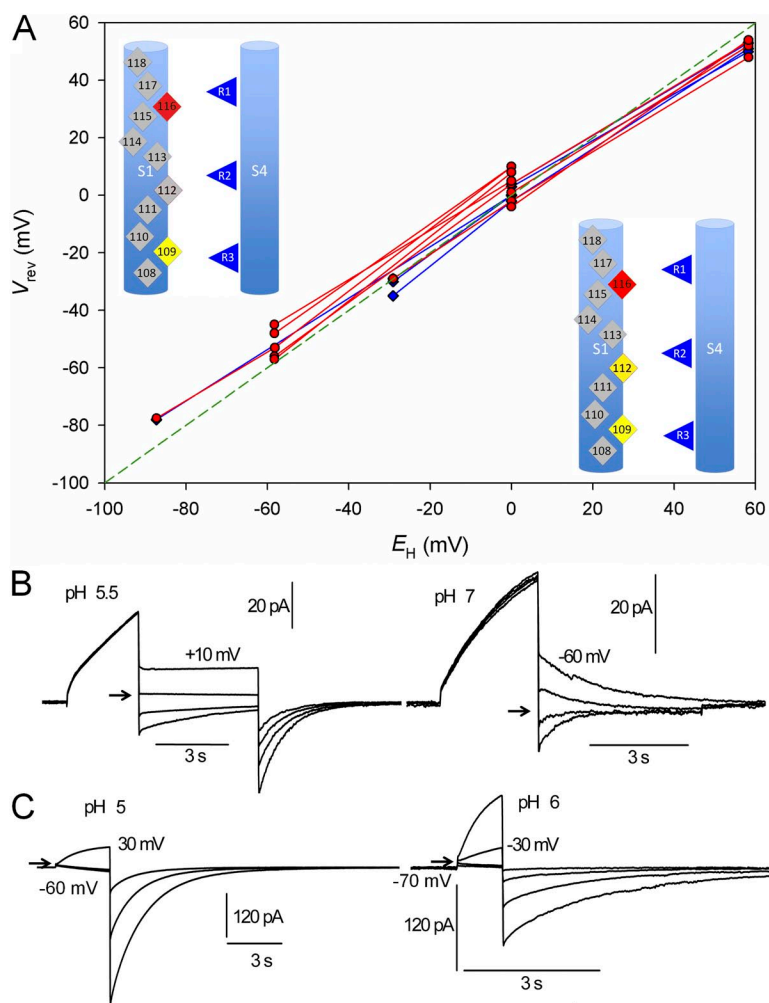 A
60
40
20
0
-20
-40
-60
-80
-100
V rev (mV)
-100 -80 -60 -40 -20 0 20 40 60
E H (mV)
118
117
116
115
114
113
S1
112
111
110
109
108
R1
R2
R3
S4
118
117
116
115
114
113
S1
112
111
110
109
108
R1
R2
R3
S4
B
pH 5.5
20 pA
+10 mV
3 s
pH 7
20 pA
-60 mV
3 s
C
pH 5
30 mV
-60 mV
120 pA
3 s
pH 6
-30 mV
-70 mV
120 pA
3 s